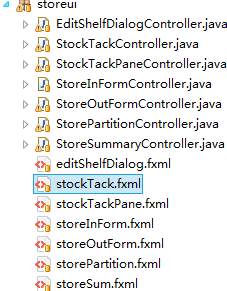 storeui
EditShelfDialogController.java
StockTackController.java
StockTackPaneController.java
StoreInFormController.java
StoreOutFormController.java
StorePartitionController.java
StoreSummaryController.java
editShelfDialog.fxml
stockTack.fxml
stockTackPane.fxml
storeInForm.fxml
storeOutForm.fxml
storePartition.fxml
storeSum.fxml